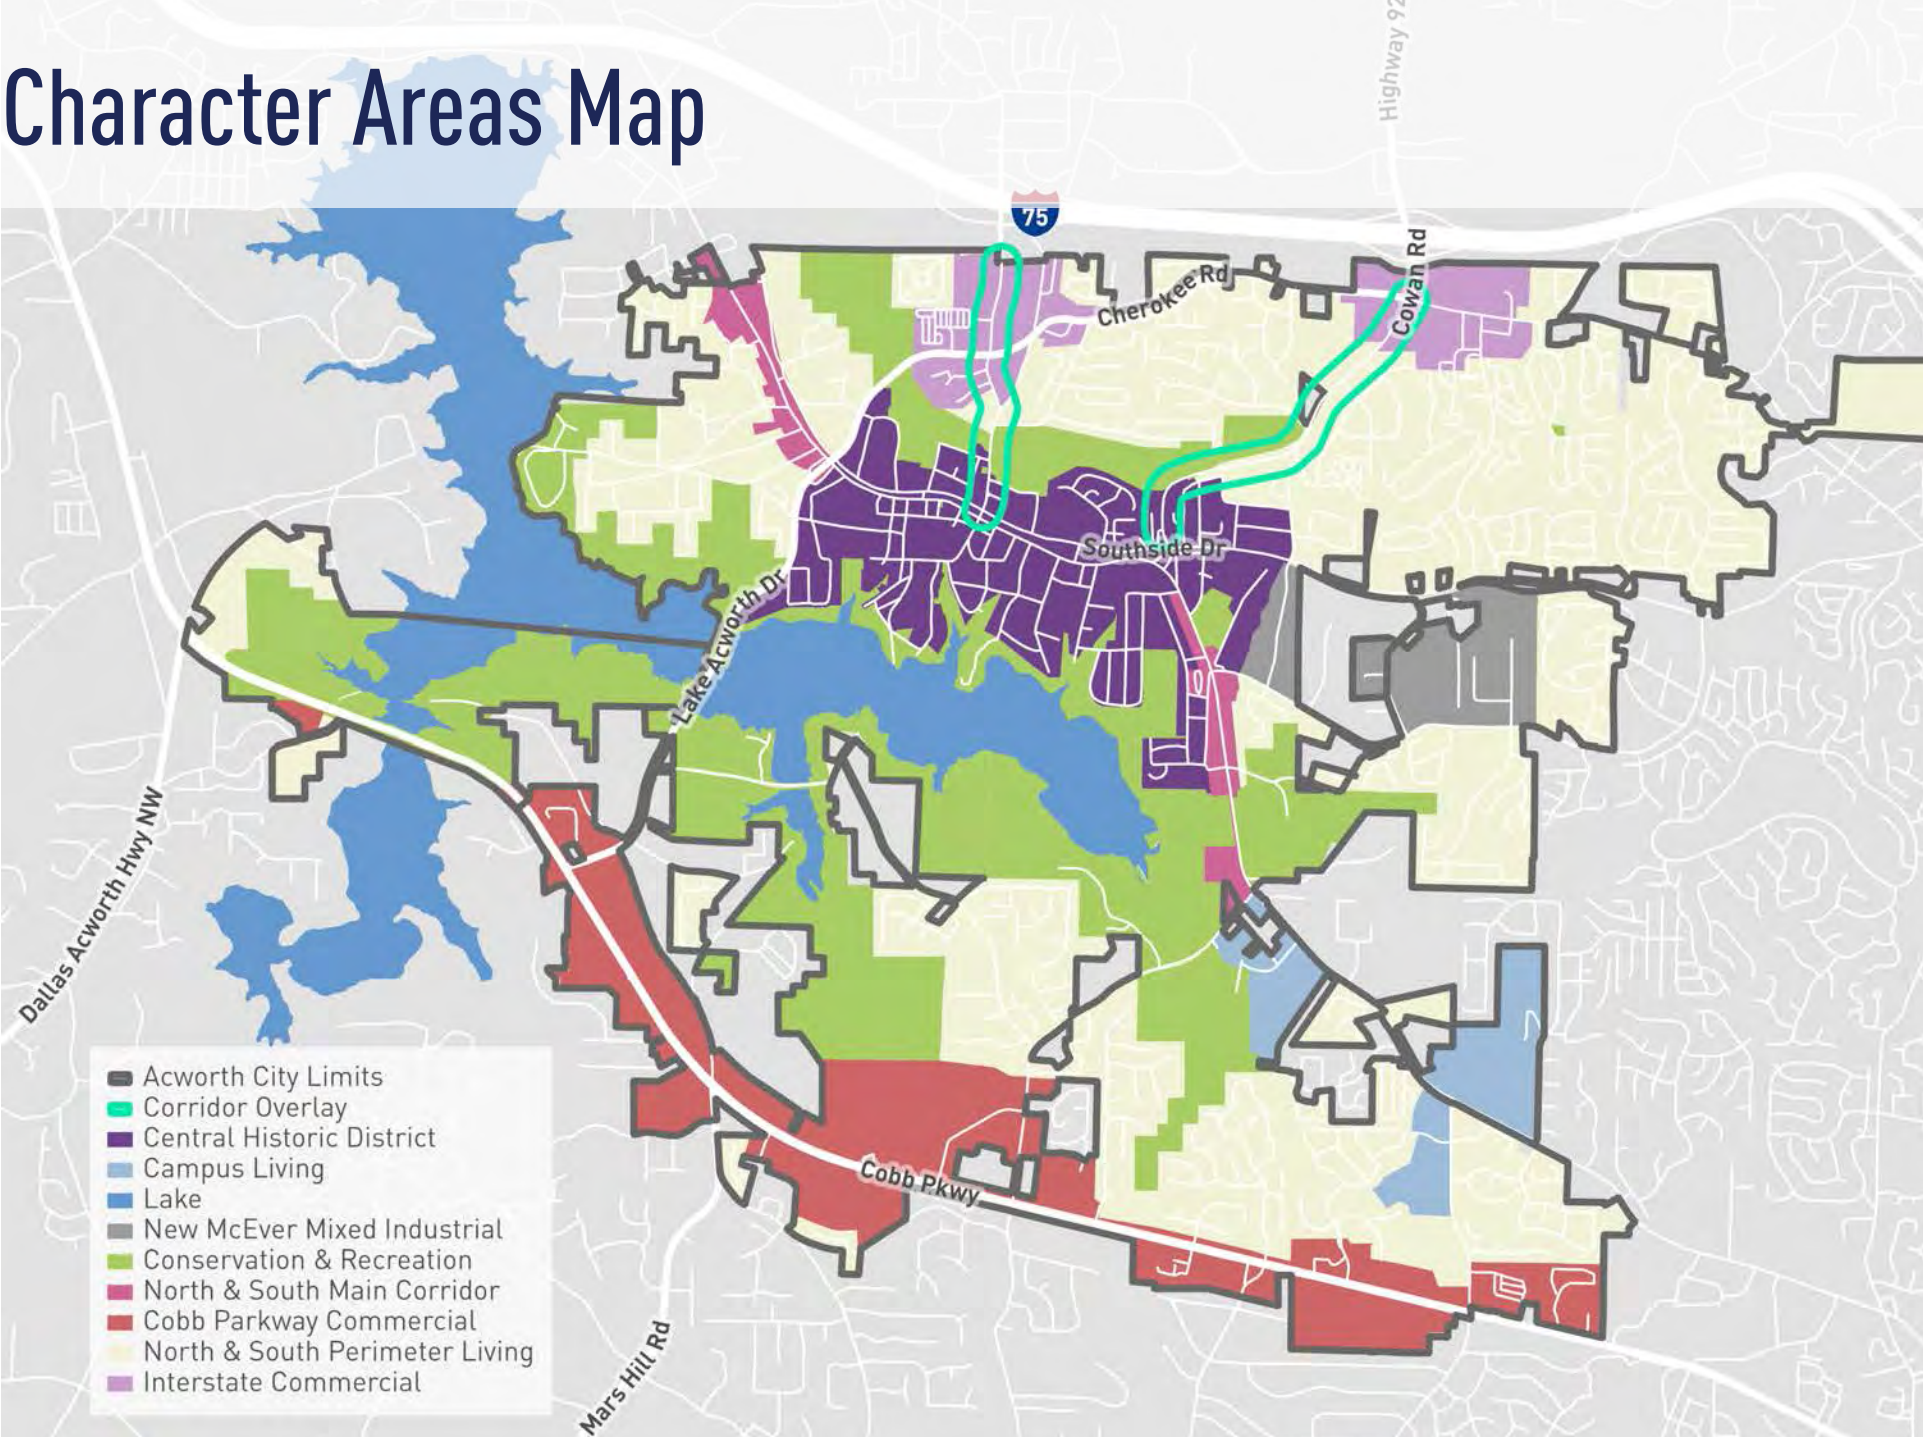 Character Areas Map
Highway 92
75
Cowan Rd
Cherokee Rd
Southside Dr
Lake Acworth Dr
Dallas Acworth Hwy NW
Cobb Pkwy
Mars Hill Rd
Acworth City Limits
Corridor Overlay
Central Historic District
Campus Living
Lake
New McEver Mixed Industrial
Conservation & Recreation
North & South Main Corridor
Cobb Parkway Commercial
North & South Perimeter Living
Interstate Commercial